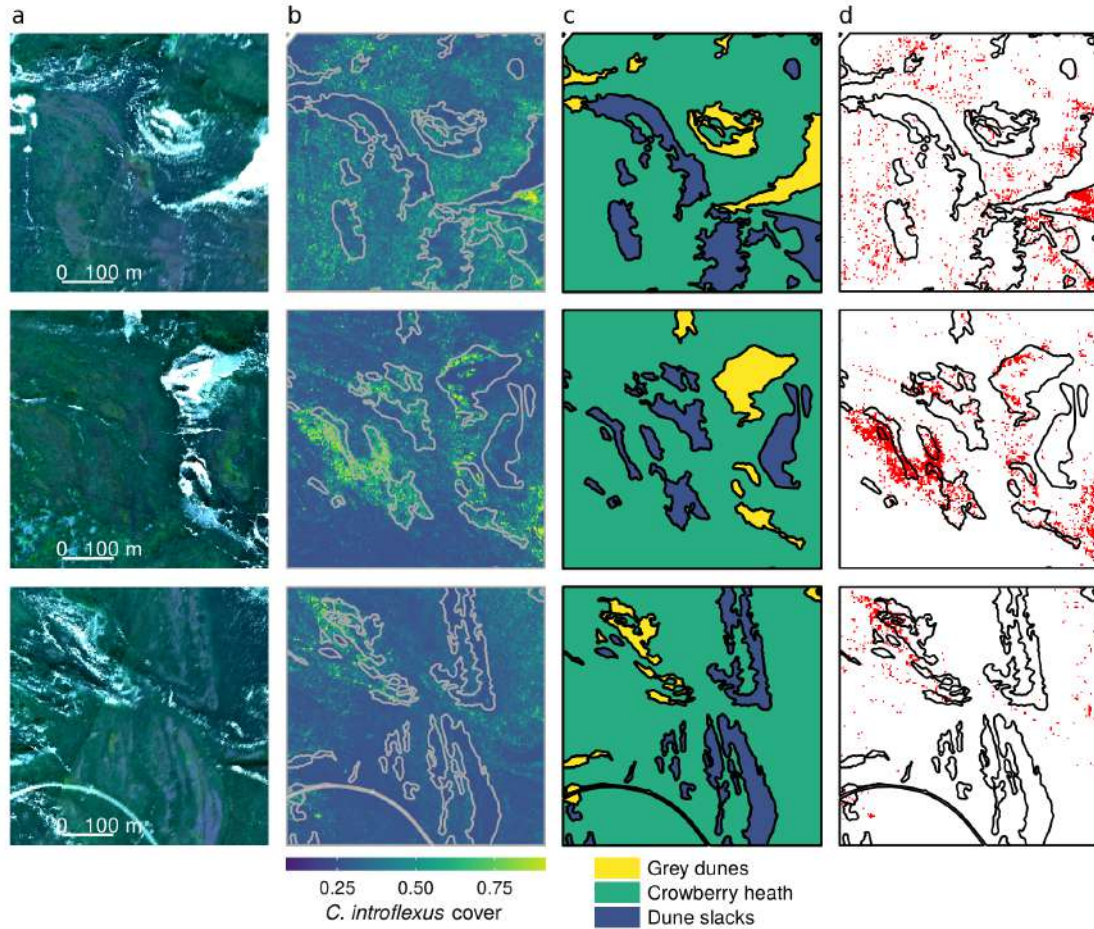 a b c d
0 100 m
0 100 m
0 100 m
0.25 0.50 0.75
C. introflexus cover
Grey dunes
Crowberry heath
Dune slacks